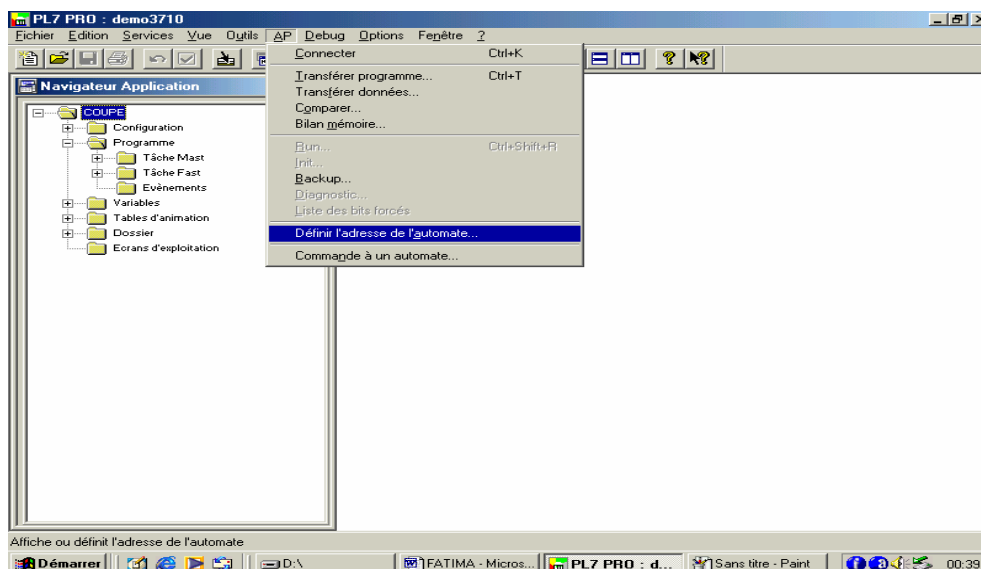 PL7 PRO : demo3710
Fichier Edition Services Vue Outils AP Debug Options Fenêtre ?
Navigateur Application
COUPE
Configuration
Programme
Tâche Mast
Tâche Fast
Evènements
Variables
Tables d'animation
Dossier
Ecrans d'exploitation
Connecter Ctrl+K
Transférer programme... Ctrl+T
Transférer données...
Comparer...
Bilan mémoire...
Run... Ctrl+Shift+R
Init...
Backup...
Diagnostic...
Liste des bits forcés
Définir l'adresse de l'automate...
Commande à un automate...
Affiche ou définit l'adresse de l'automate
Démarrer D:\ FATIMA - Micros... PL7 PRO : d... Sans titre - Paint 00:39